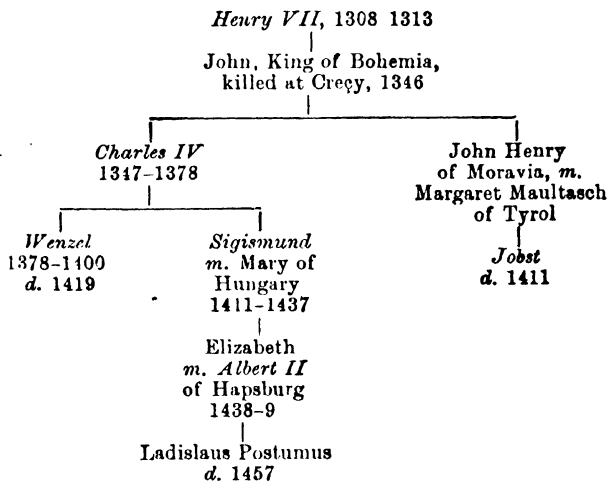 Henry VII, 1308 1313
John, King of Bohemia,
killed at Creçy, 1346
Charles IV
1347–1378
John Henry
of Moravia, m.
Margaret Maultasch
of Tyrol
Wenzel
1378–1400
d. 1419
Sigismund
m. Mary of
Hungary
1411–1437
Jobst
d. 1411
Elizabeth
m. Albert II
of Hapsburg
1438–9
Ladislaus Postumus
d. 1457